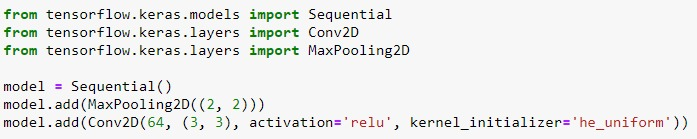 from tensorflow.keras.models import Sequential
from tensorflow.keras.layers import Conv2D
from tensorflow.keras.layers import MaxPooling2D
model = Sequential()
model.add(MaxPooling2D((2, 2)))
model.add(Conv2D(64, (3, 3), activation='relu', kernel_initializer='he_uniform'))